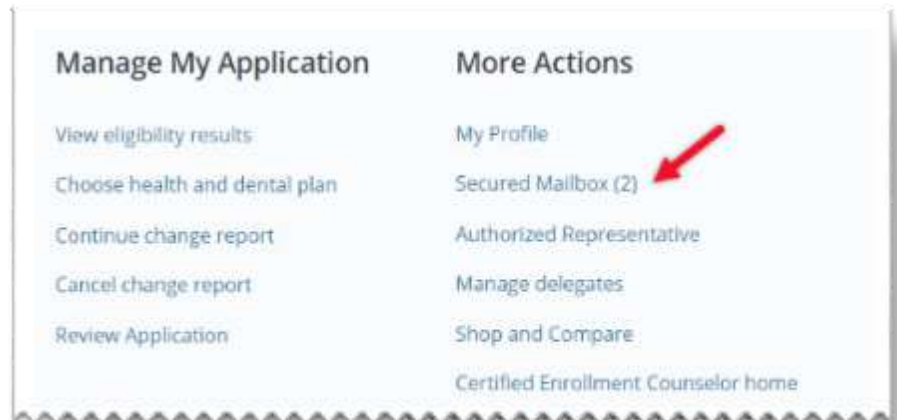 Manage My Application
View eligibility results
Choose health and dental plan
Continue change report
Cancel change report
Review Application
More Actions
My Profile
Secured Mailbox (2)
Authorized Representative
Manage delegates
Shop and Compare
Certified Enrollment Counselor home